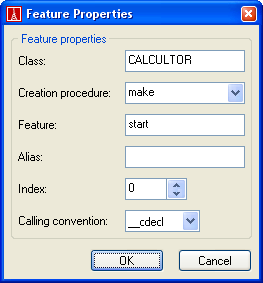 Feature Properties
Feature properties
Class: CALCULTOR
Creation procedure: make
Feature: start
Alias:
Index: 0
Calling convention: __cdecl
OK Cancel